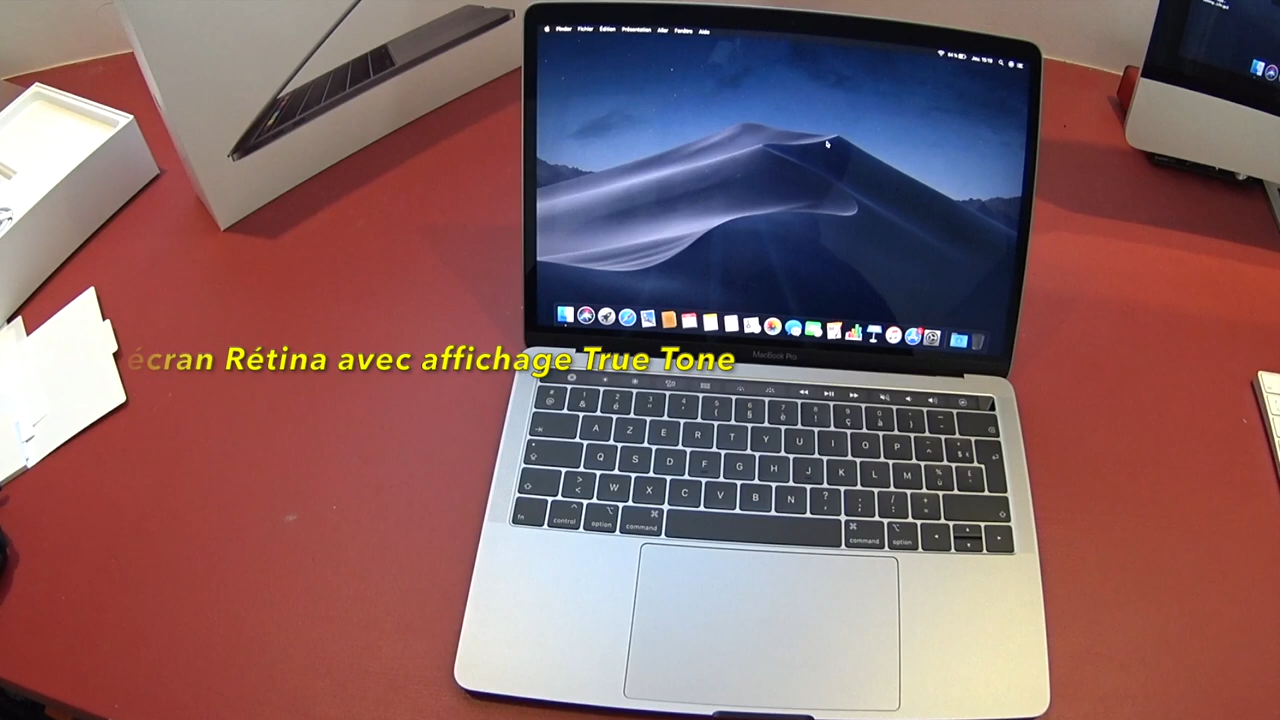 Finder Fichier Édition Présentation Aller Fenêtre Aide
écran Rétina avec affichage True Tone
MacBook Pro
A Z E R T Y U I O P
Q S D F G H J K L M
W X C V B N
fn control option command command option